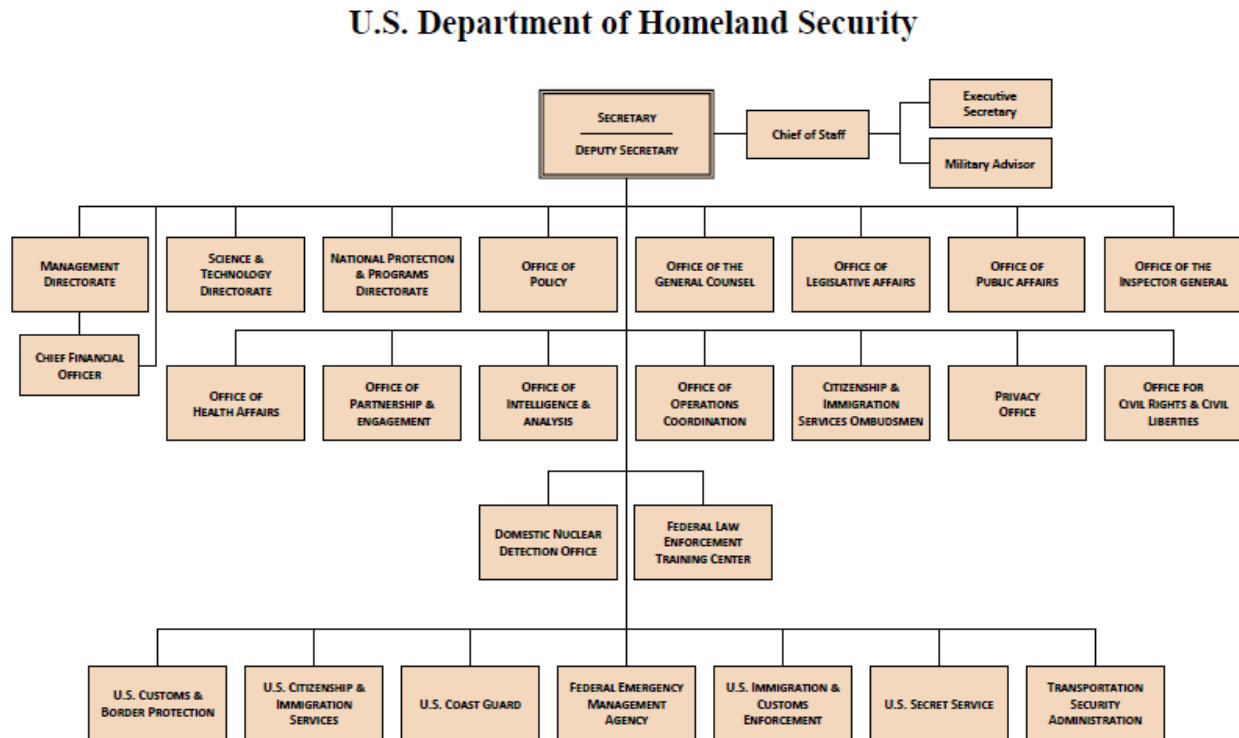 U.S. Department of Homeland Security
SECRETARY
DEPUTY SECRETARY
Chief of Staff
Executive
Secretary
Military Advisor
MANAGEMENT
DIRECTORATE
SCIENCE &
TECHNOLOGY
DIRECTORATE
NATIONAL PROTECTION
& PROGRAMS
DIRECTORATE
OFFICE OF
POLICY
OFFICE OF THE
GENERAL COUNSEL
OFFICE OF
LEGISLATIVE AFFAIRS
OFFICE OF
PUBLIC AFFAIRS
OFFICE OF THE
INSPECTOR GENERAL
CHIEF FINANCIAL
OFFICER
OFFICE OF
HEALTH AFFAIRS
OFFICE OF
PARTNERSHIP &
ENGAGEMENT
OFFICE OF
INTELLIGENCE &
ANALYSIS
OFFICE OF
OPERATIONS
COORDINATION
CITIZENSHIP &
IMMIGRATION
SERVICES OMBUDSMEN
PRIVACY
OFFICE
OFFICE FOR
CIVIL RIGHTS & CIVIL
LIBERTIES
DOMESTIC NUCLEAR
DETECTION OFFICE
FEDERAL LAW
ENFORCEMENT
TRAINING CENTER
U.S. CUSTOMS &
BORDER PROTECTION
U.S. CITIZENSHIP &
IMMIGRATION
SERVICES
U.S. COAST GUARD
FEDERAL EMERGENCY
MANAGEMENT
AGENCY
U.S. IMMIGRATION &
CUSTOMS
ENFORCEMENT
U.S. SECRET SERVICE
TRANSPORTATION
SECURITY
ADMINISTRATION